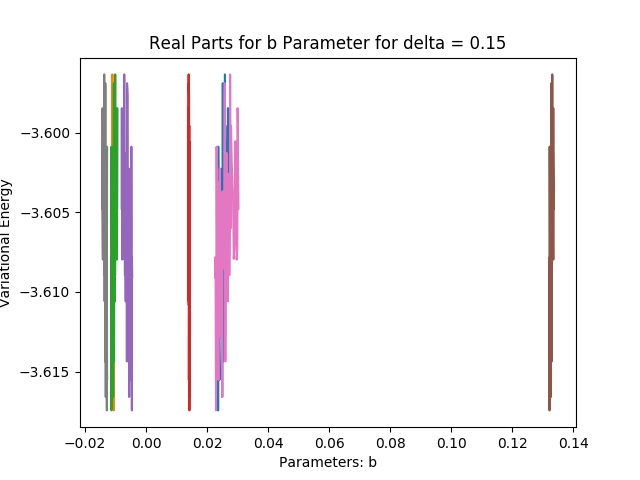 Real Parts for b Parameter for delta = 0.15
Variational Energy
−3.600
−3.605
−3.610
−3.615
−0.02 0.00 0.02 0.04 0.06 0.08 0.10 0.12 0.14
Parameters: b